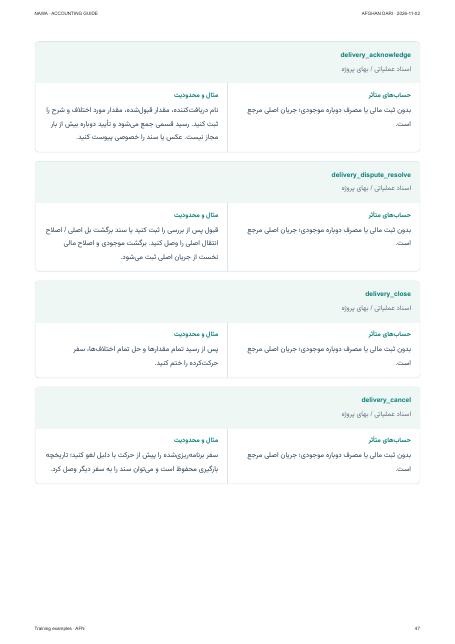 NAWA · ACCOUNTING GUIDE
AFGHAN DARI · 2026-11-02
delivery_acknowledge
اسناد عملیاتی / بهای پروژه
حساب‌های متأثر
بدون ثبت مالی یا مصرف دوباره موجودی؛ جریان اصلی مرجع
است.
مثال و محدودیت
نام دریافت‌کننده، مقدار قبول‌شده، مقدار مورد اختلاف و شرح را
ثبت کنید. رسید قسمی جمع می‌شود و تأیید دوباره بیش از بار
مجاز نیست. عکس یا سند را خصوصی پیوست کنید.
delivery_dispute_resolve
اسناد عملیاتی / بهای پروژه
حساب‌های متأثر
بدون ثبت مالی یا مصرف دوباره موجودی؛ جریان اصلی مرجع
است.
مثال و محدودیت
قبول پس از بررسی را ثبت کنید یا سند برگشت بل اصلی / اصلاح
انتقال اصلی را وصل کنید. برگشت موجودی و اصلاح مالی
نخست از جریان اصلی ثبت می‌شود.
delivery_close
اسناد عملیاتی / بهای پروژه
حساب‌های متأثر
بدون ثبت مالی یا مصرف دوباره موجودی؛ جریان اصلی مرجع
است.
مثال و محدودیت
پس از رسید تمام مقدارها و حل تمام اختلاف‌ها، سفر
حرکت‌کرده را ختم کنید.
delivery_cancel
اسناد عملیاتی / بهای پروژه
حساب‌های متأثر
بدون ثبت مالی یا مصرف دوباره موجودی؛ جریان اصلی مرجع
است.
مثال و محدودیت
سفر برنامه‌ریزی‌شده را پیش از حرکت با دلیل لغو کنید؛ تاریخچه
بارگیری محفوظ است و می‌توان سند را به سفر دیگر وصل کرد.
Training examples · AFN
47